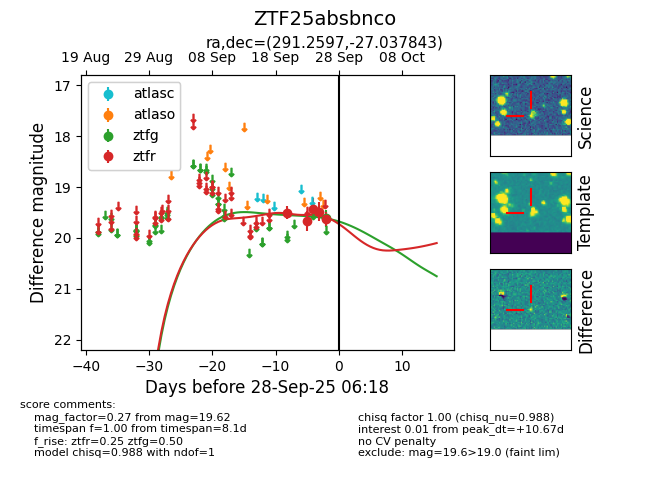 ZTF25absbnco
ra,dec=(291.2597,-27.037843)
19 Aug 29 Aug 08 Sep 18 Sep 28 Sep 08 Oct
17
18
19
20
21
22
Difference magnitude
atlasc
atlaso
ztfg
ztfr
−40 −30 −20 −10 0 10
Days before 28-Sep-25 06:18
Science
Template
Difference
score comments:
mag_factor=0.27 from mag=19.62
timespan f=1.00 from timespan=8.1d
f_rise: ztfr=0.25 ztfg=0.50
model chisq=0.988 with ndof=1
chisq factor 1.00 (chisq_nu=0.988)
interest 0.01 from peak_dt=+10.67d
no CV penalty
exclude: mag=19.6>19.0 (faint lim)